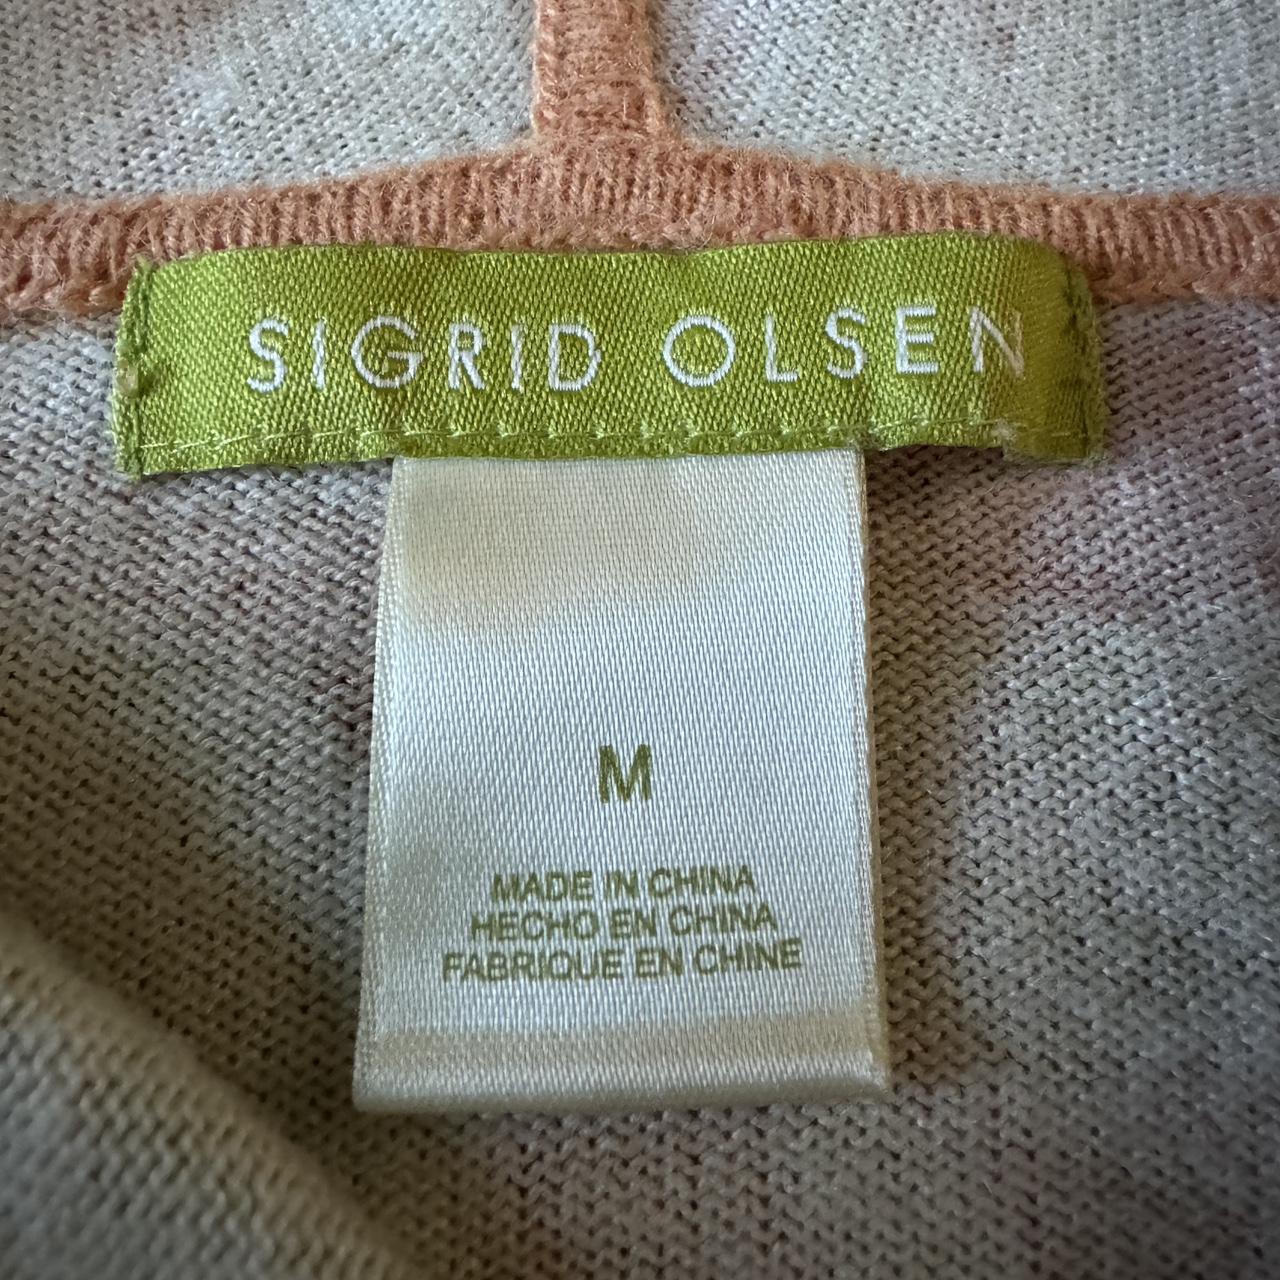 SIGRID OLSEN
M
MADE IN CHINA
HECHO EN CHINA
FABRIQUE EN CHINE